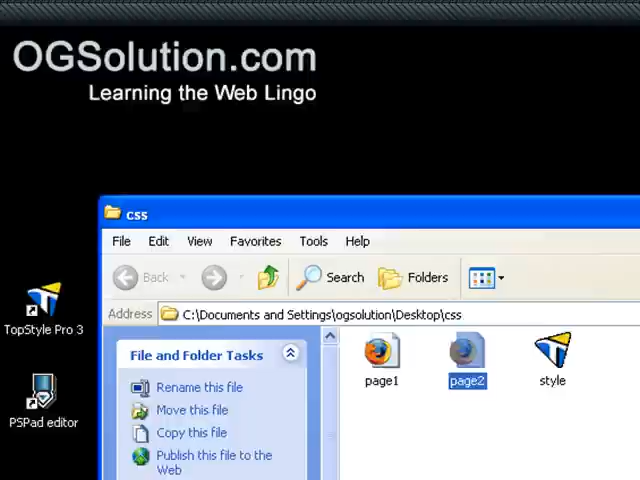 OGSolution.com
Learning the Web Lingo
css
File Edit View Favorites Tools Help
Back Search Folders
Address C:\Documents and Settings\ogsolution\Desktop\css
TopStyle Pro 3
PSPad editor
File and Folder Tasks
Rename this file
Move this file
Copy this file
Publish this file to the
Web
page1 page2 style